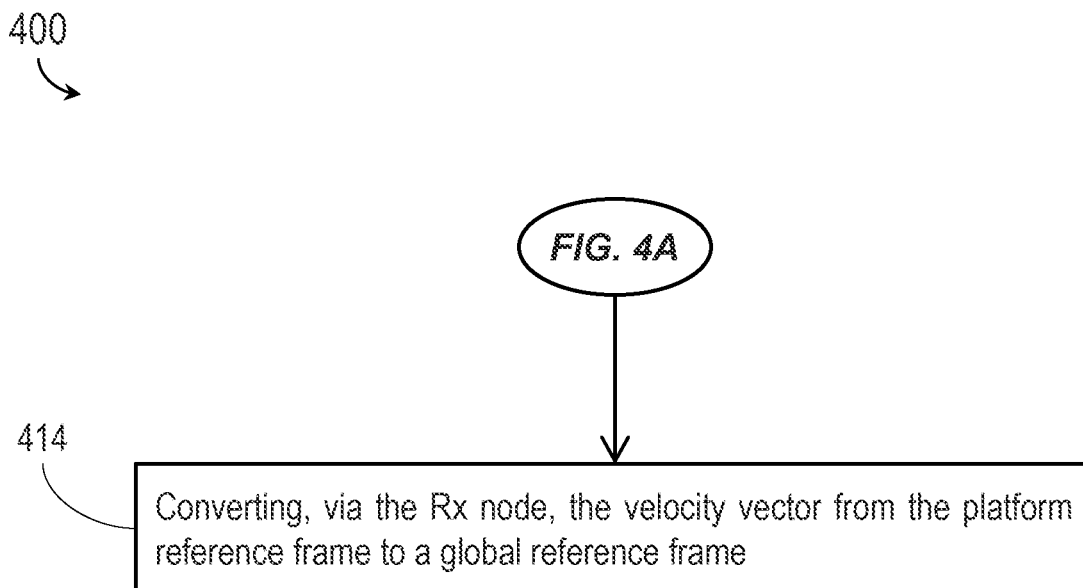 400
FIG. 4A
414
Converting, via the Rx node, the velocity vector from the platform
reference frame to a global reference frame